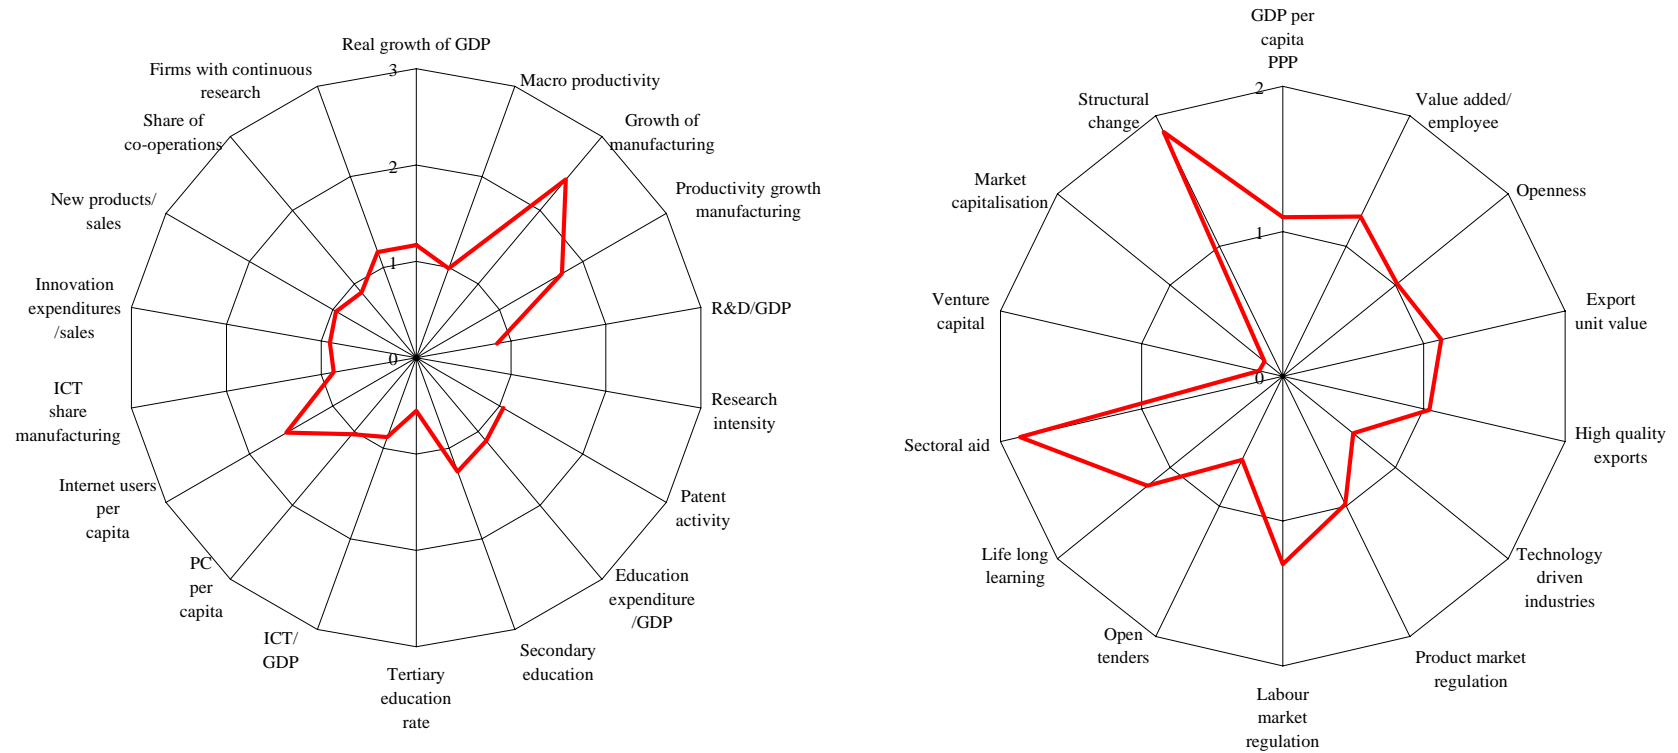 Real growth of GDP
Macro productivity
Growth of
manufacturing
Productivity growth
manufacturing
R&D/GDP
Research
intensity
Patent
activity
Education
expenditure
/GDP
Secondary
education
Tertiary
education
rate
ICT/
GDP
PC
per
capita
Internet users
per
capita
ICT
share
manufacturing
Innovation
expenditures
/sales
New products/
sales
Share of
co-operations
Firms with continuous
research
3
2
1
0
GDP per
capita
PPP
Value added/
employee
Openness
Export
unit value
High quality
exports
Technology
driven
industries
Product market
regulation
Labour
market
regulation
Open
tenders
Life long
learning
Sectoral aid
Venture
capital
Market
capitalisation
Structural
change
2
1
0